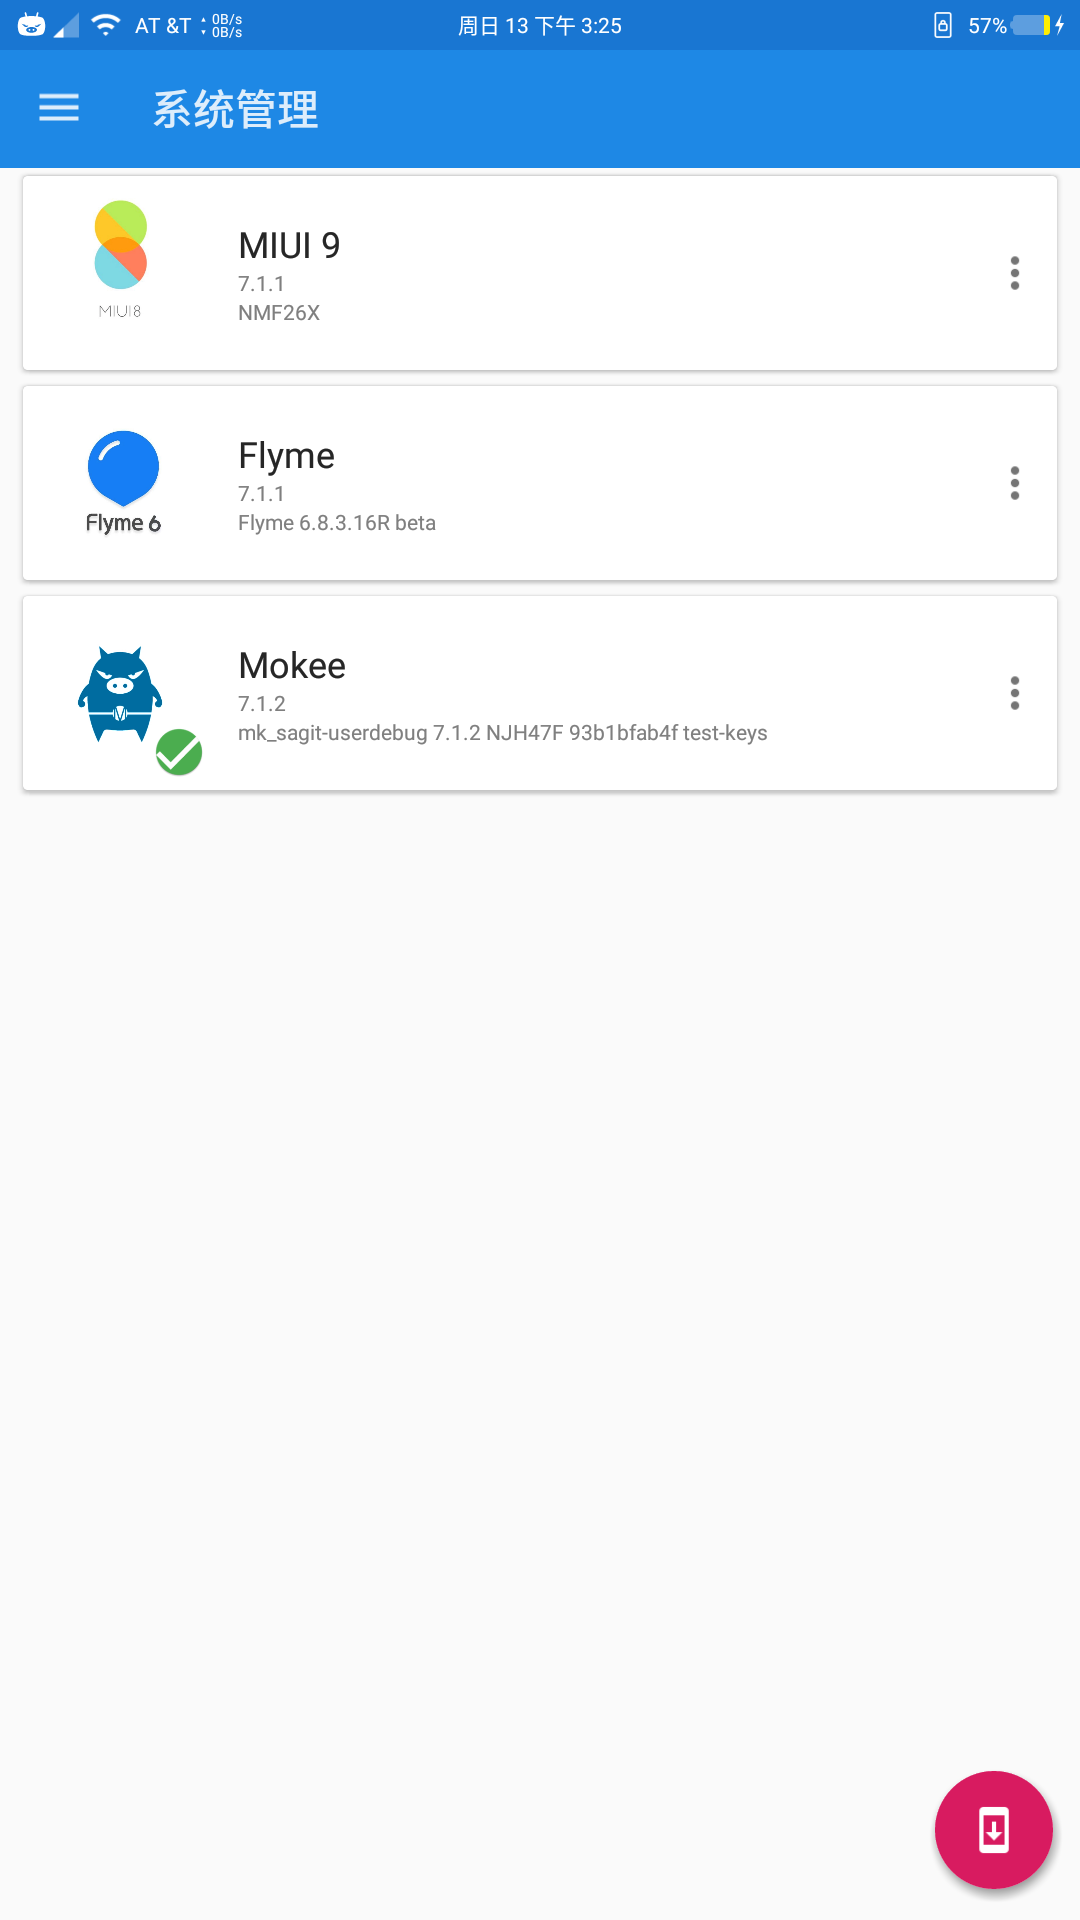 AT &T 0B/s 0B/s 周日 13 下午 3:25 57%
系统管理
MIUI 9
7.1.1
NMF26X
MIUI8
Flyme
7.1.1
Flyme 6.8.3.16R beta
Flyme 6
Mokee
7.1.2
mk_sagit-userdebug 7.1.2 NJH47F 93b1bfab4f test-keys